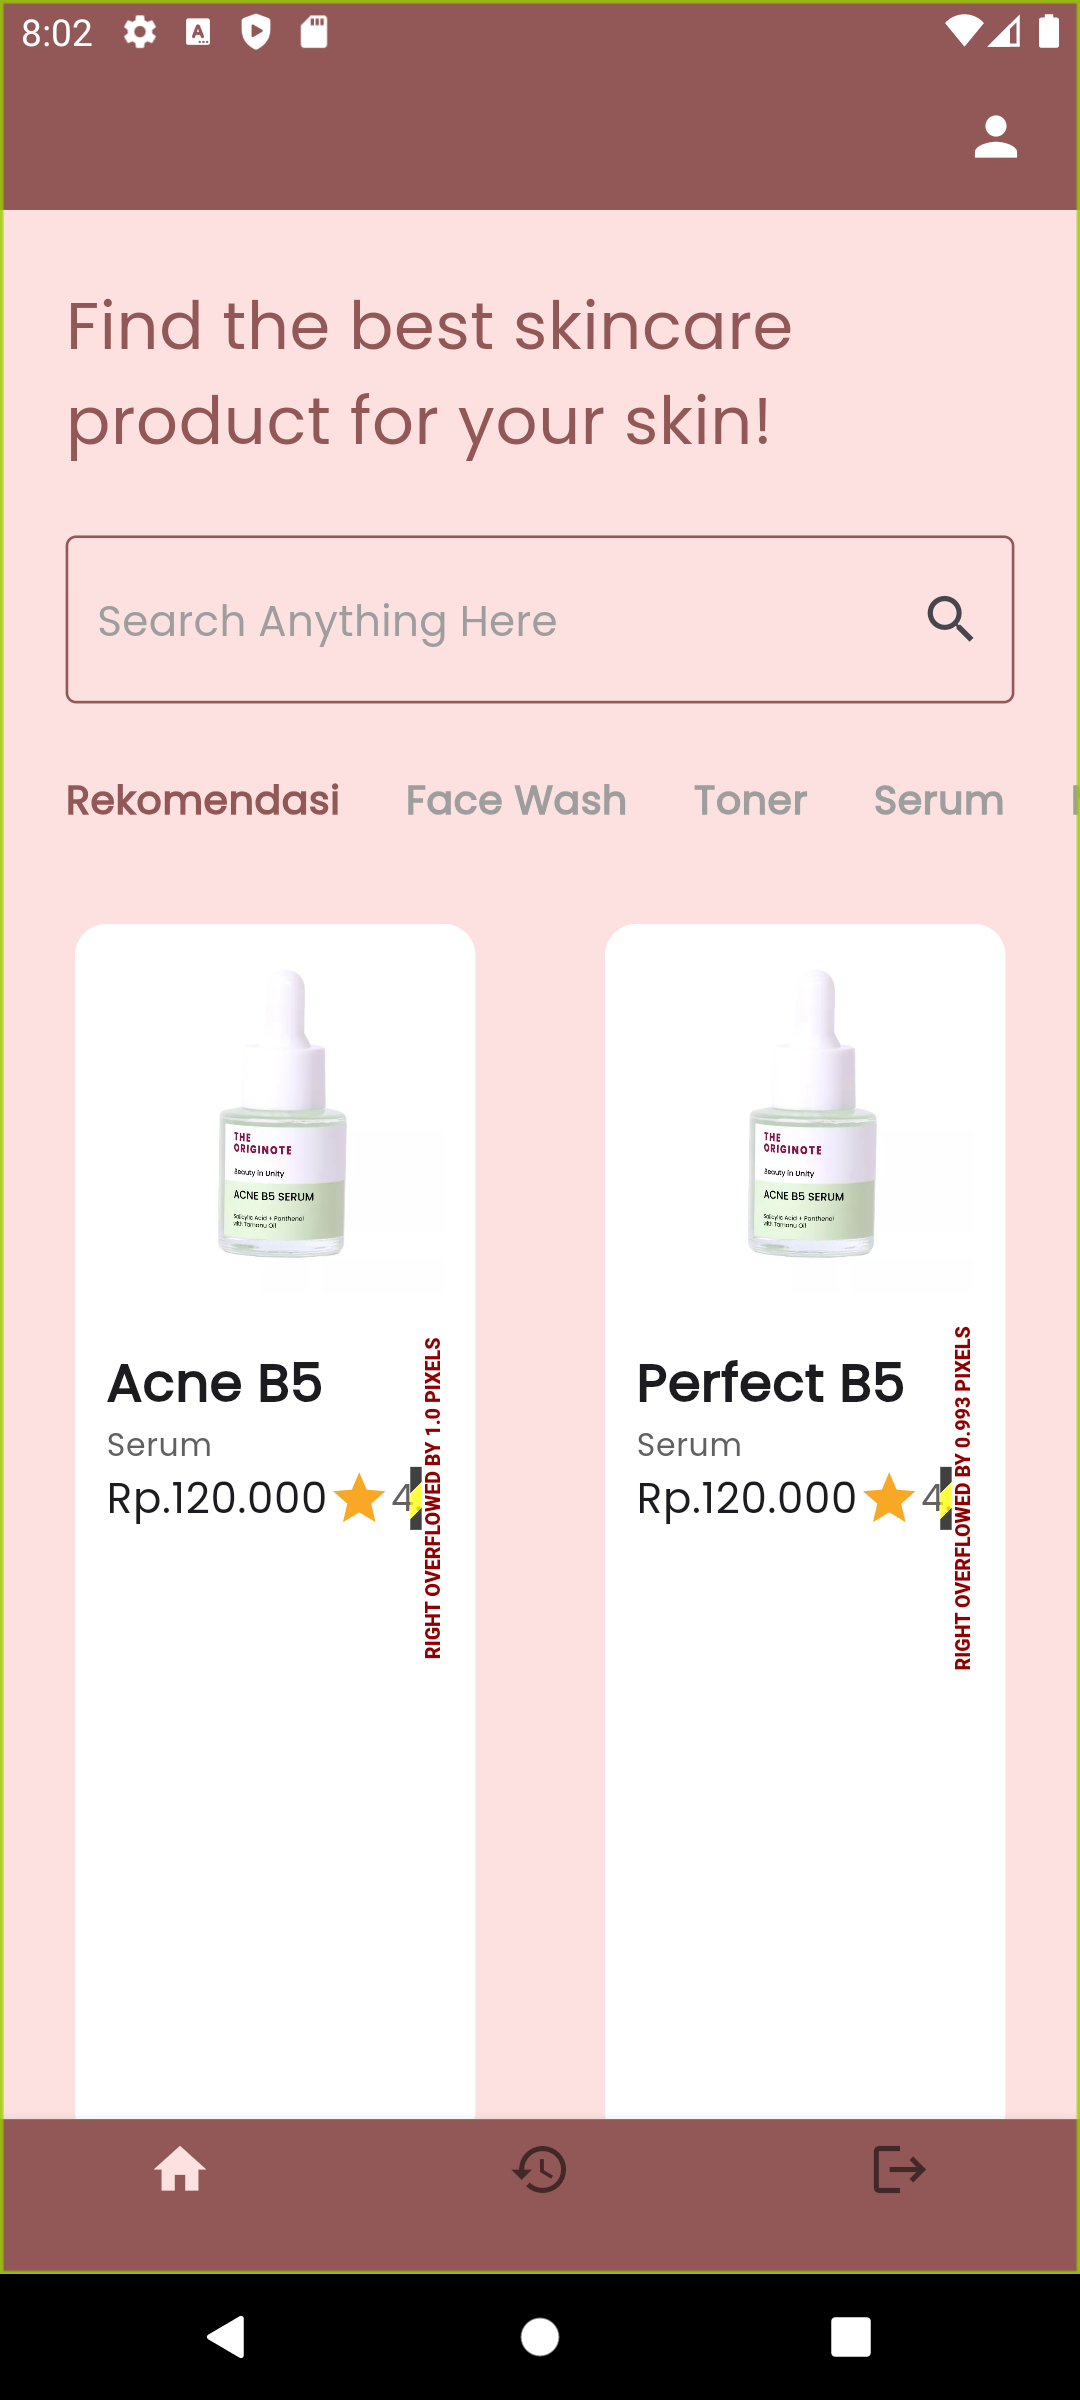 8:02
Find the best skincare
product for your skin!
Search Anything Here
Rekomendasi Face Wash Toner Serum
THE
ORIGINOTE
Beauty in Unity
ACNE B5 SERUM
Salicylic Acid + Panthenol
with Tamanu Oil
THE
ORIGINOTE
Beauty in Unity
ACNE B5 SERUM
Salicylic Acid + Panthenol
with Tamanu Oil
Acne B5
Serum
Rp.120.000 4
RIGHT OVERFLOWED BY 1.0 PIXELS
Perfect B5
Serum
Rp.120.000 4
RIGHT OVERFLOWED BY 0.993 PIXELS